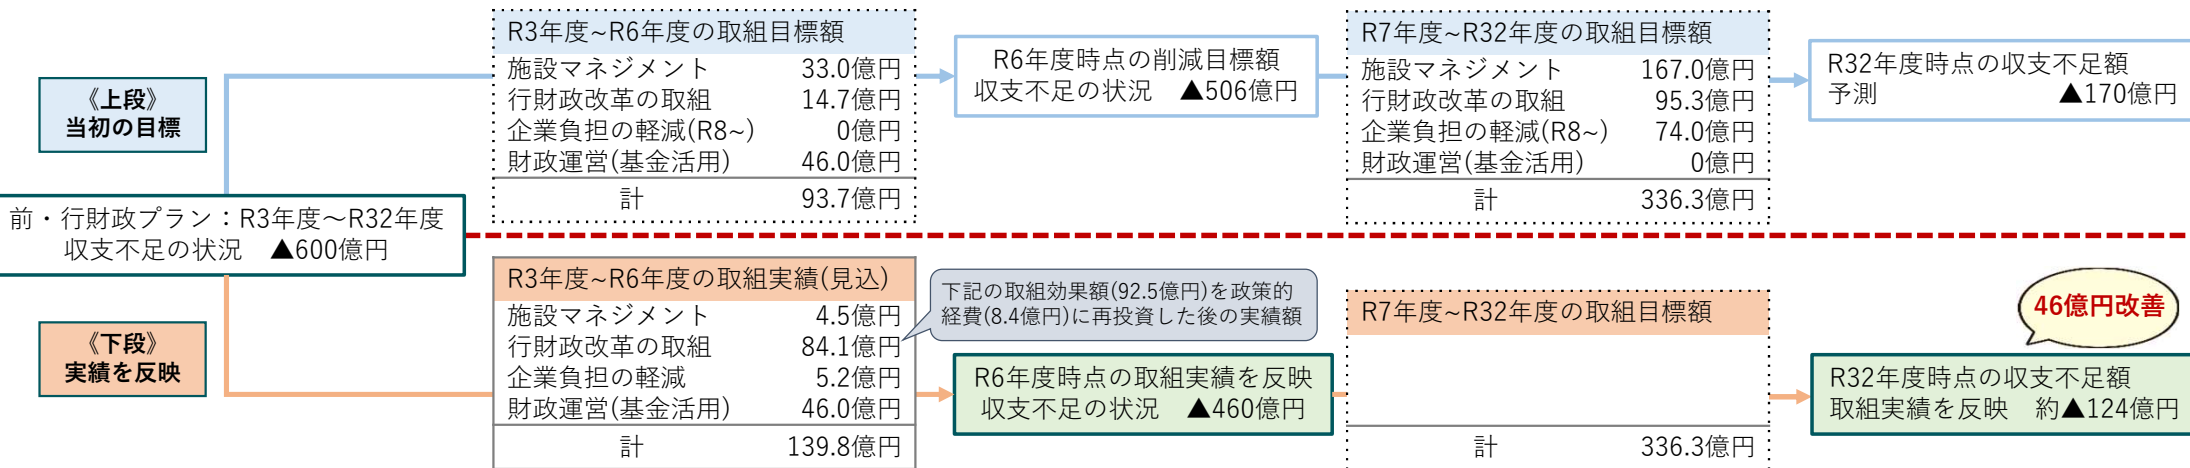 《上段》
当初の目標
前・行財政プラン：R3年度～R32年度
収支不足の状況　▲600億円
《下段》
実績を反映
R3年度~R6年度の取組目標額
施設マネジメント　33.0億円
行財政改革の取組　14.7億円
企業負担の軽減(R8~)　0億円
財政運営(基金活用)　46.0億円
計　93.7億円
R6年度時点の削減目標額
収支不足の状況　▲506億円
R7年度~R32年度の取組目標額
施設マネジメント　167.0億円
行財政改革の取組　95.3億円
企業負担の軽減(R8~)　74.0億円
財政運営(基金活用)　0億円
計　336.3億円
R32年度時点の収支不足額
予測　▲170億円
R3年度~R6年度の取組実績(見込)
施設マネジメント　4.5億円
行財政改革の取組　84.1億円
企業負担の軽減　5.2億円
財政運営(基金活用)　46.0億円
計　139.8億円
下記の取組効果額(92.5億円)を政策的
経費(8.4億円)に再投資した後の実績額
R6年度時点の取組実績を反映
収支不足の状況　▲460億円
R7年度~R32年度の取組目標額
計　336.3億円
46億円改善
R32年度時点の収支不足額
取組実績を反映　約▲124億円